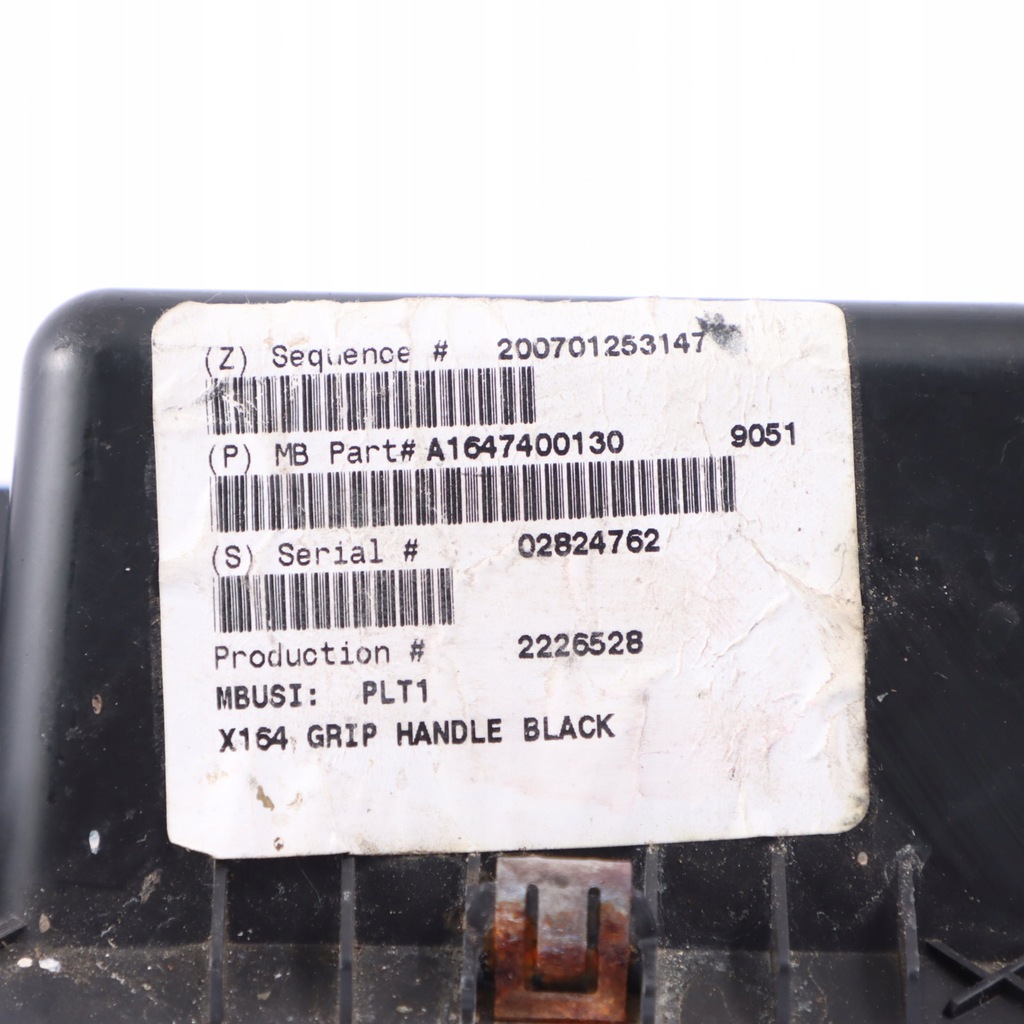 (Z) Sequence # 200701253147
(P) MB Part# A1647400130 9051
(S) Serial # 02824762
Production # 2226528
MBUSI: PLT1
X164 GRIP HANDLE BLACK